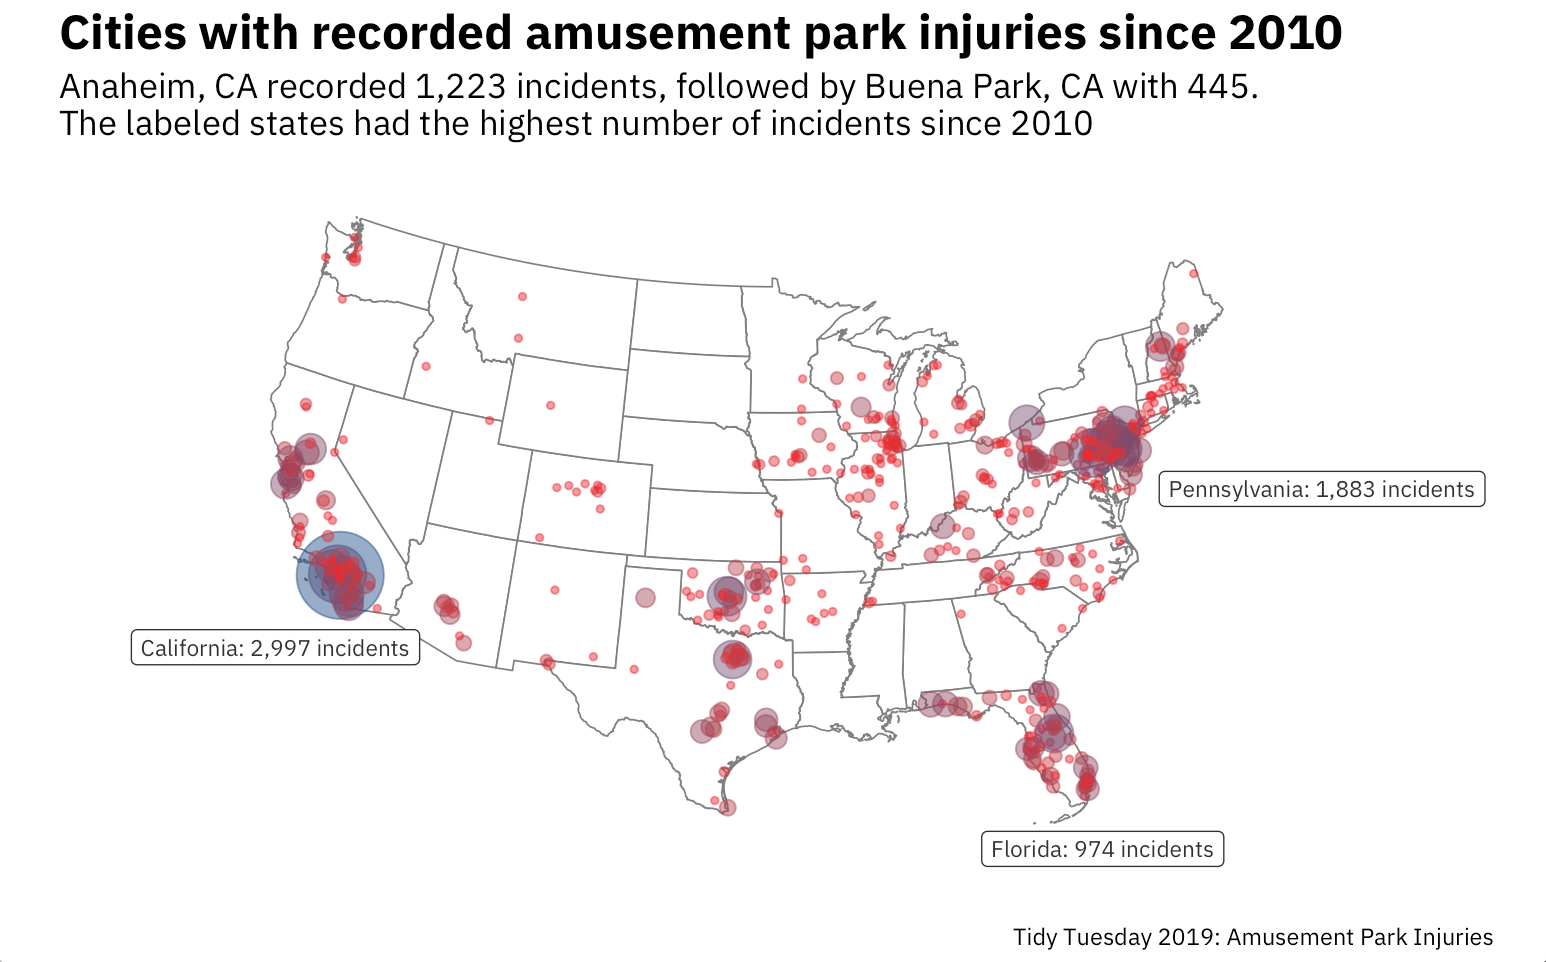 Cities with recorded amusement park injuries since 2010
Anaheim, CA recorded 1,223 incidents, followed by Buena Park, CA with 445.
The labeled states had the highest number of incidents since 2010
Pennsylvania: 1,883 incidents
California: 2,997 incidents
Florida: 974 incidents
Tidy Tuesday 2019: Amusement Park Injuries